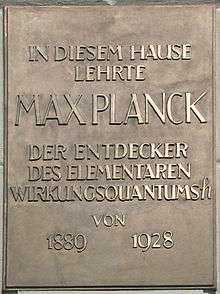 IN DIESEM HAUSE
LEHRTE
MAX PLANCK
DER ENTDECKER
DES ELEMENTAREN
WIRKUNGSQUANTUMS h
VON
1889 1928